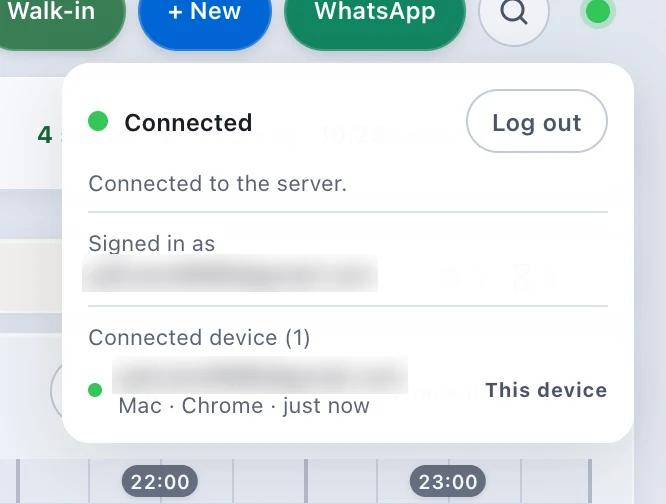 Walk-in
+ New
WhatsApp
4
Connected
Log out
Connected to the server.
Signed in as
Connected device (1)
This device
Mac · Chrome · just now
22:00
23:00